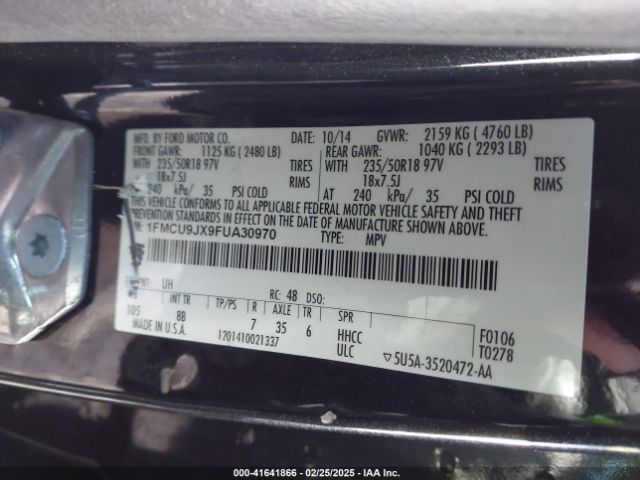 MFD. BY FORD MOTOR CO. DATE: 10/14 GVWR: 2159 KG ( 4760 LB)
FRONT GAWR: 1125 KG ( 2480 LB) REAR GAWR: 1040 KG ( 2293 LB)
WITH 235/50R18 97V TIRES WITH 235/50R18 97V TIRES
18x7.5J RIMS 18x7.5J RIMS
AT 240 kPa/ 35 PSI COLD AT 240 kPa/ 35 PSI COLD
THIS VEHICLE CONFORMS TO ALL APPLICABLE FEDERAL MOTOR VEHICLE SAFETY AND THEFT
PREVENTION STANDARDS IN EFFECT ON THE DATE OF MANUFACTURE SHOWN ABOVE.
1FMCU9JX9FUA30970 TYPE: MPV
UH RC: 48 DSO:
WB INT TR TP/PS R AXLE TR SPR
105 BB 7 35 6 HHCC F0106
MADE IN U.S.A. 1201410021337 ULC T0278
5U5A-3520472-AA
000-41641866 - 02/25/2025 - IAA Inc.